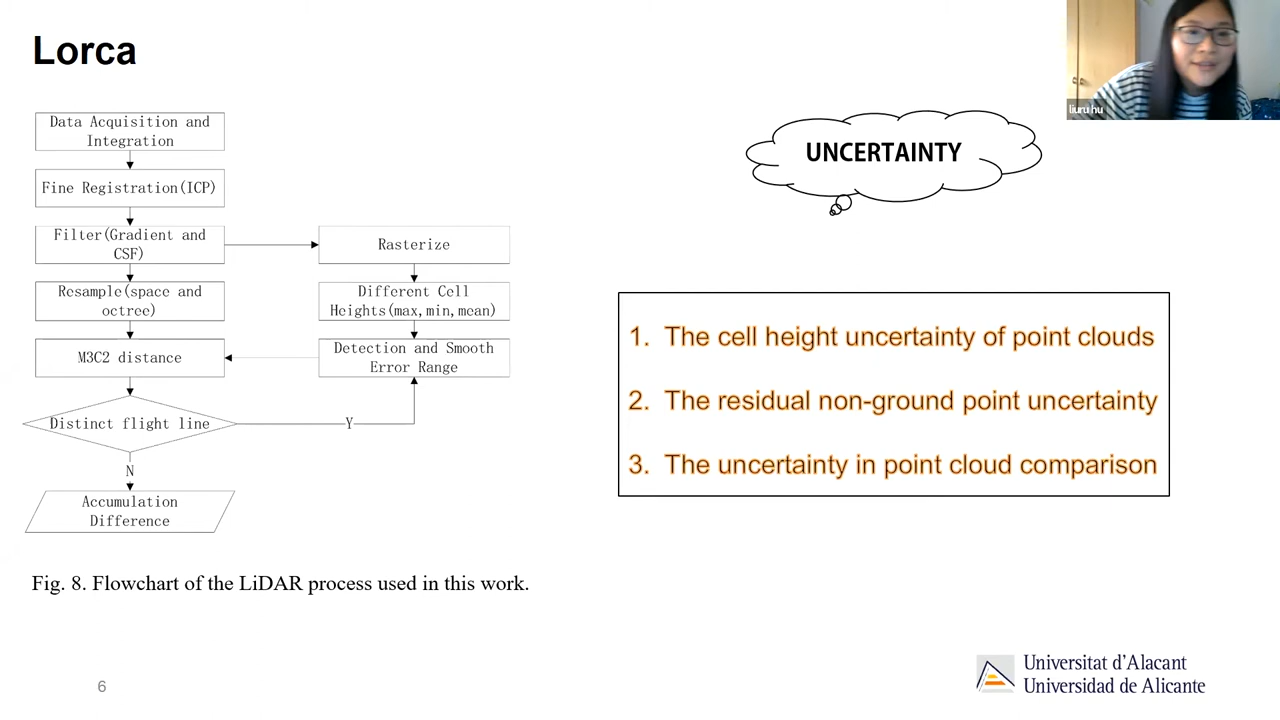 Lorca
liuru hu
Data Acquisition and
Integration
Fine Registration(ICP)
Filter(Gradient and
CSF)
Rasterize
Resample(space and
octree)
Different Cell
Heights(max,min,mean)
M3C2 distance
Detection and Smooth
Error Range
Distinct flight line
Y
N
Accumulation
Difference
Fig. 8. Flowchart of the LiDAR process used in this work.
UNCERTAINTY
1. The cell height uncertainty of point clouds
2. The residual non-ground point uncertainty
3. The uncertainty in point cloud comparison
6
Universitat d'Alacant
Universidad de Alicante